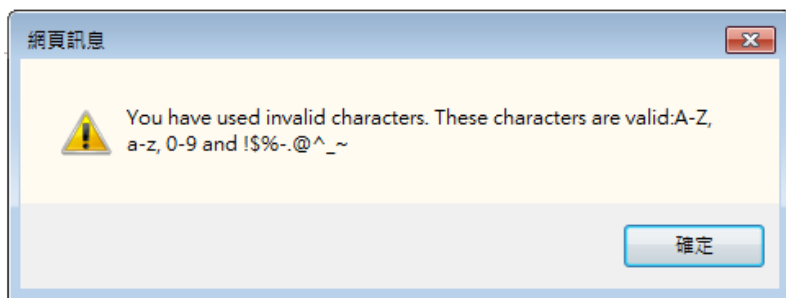 網頁訊息
You have used invalid characters. These characters are valid:A-Z,
a-z, 0-9 and !$%-.@^_~
確定